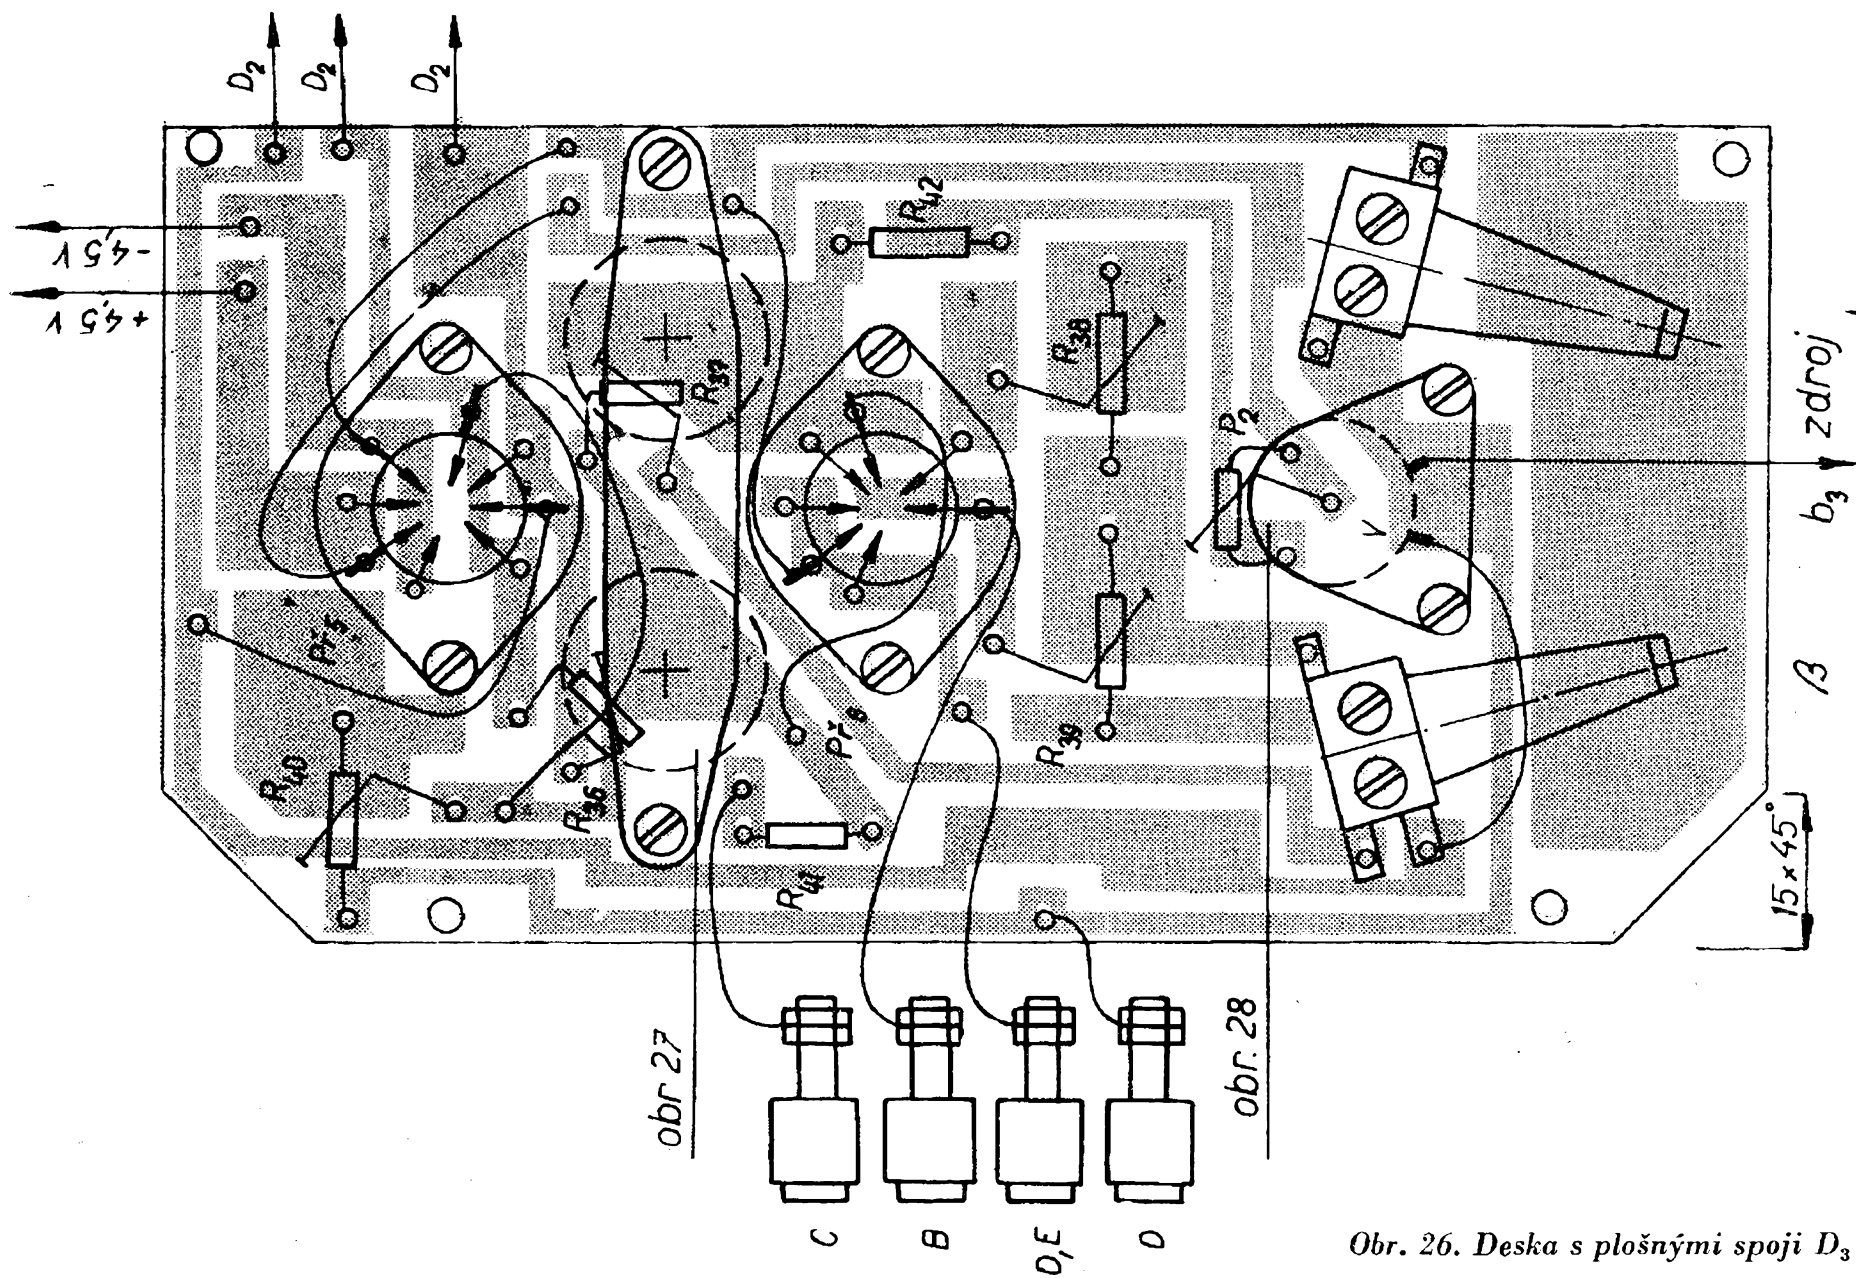 D₂
D₂
D₂
-4,5 V
+4,5 V
R₄₂
R₃₇
R₃₈
P₂
Př₅
R₄₀
R₃₆
Př₆
R₃₉
R₄₁
b₃ zdroj
β
15×45°
obr 27
obr. 28
C
B
D,E
D
Obr. 26. Deska s plošnými spoji D₃